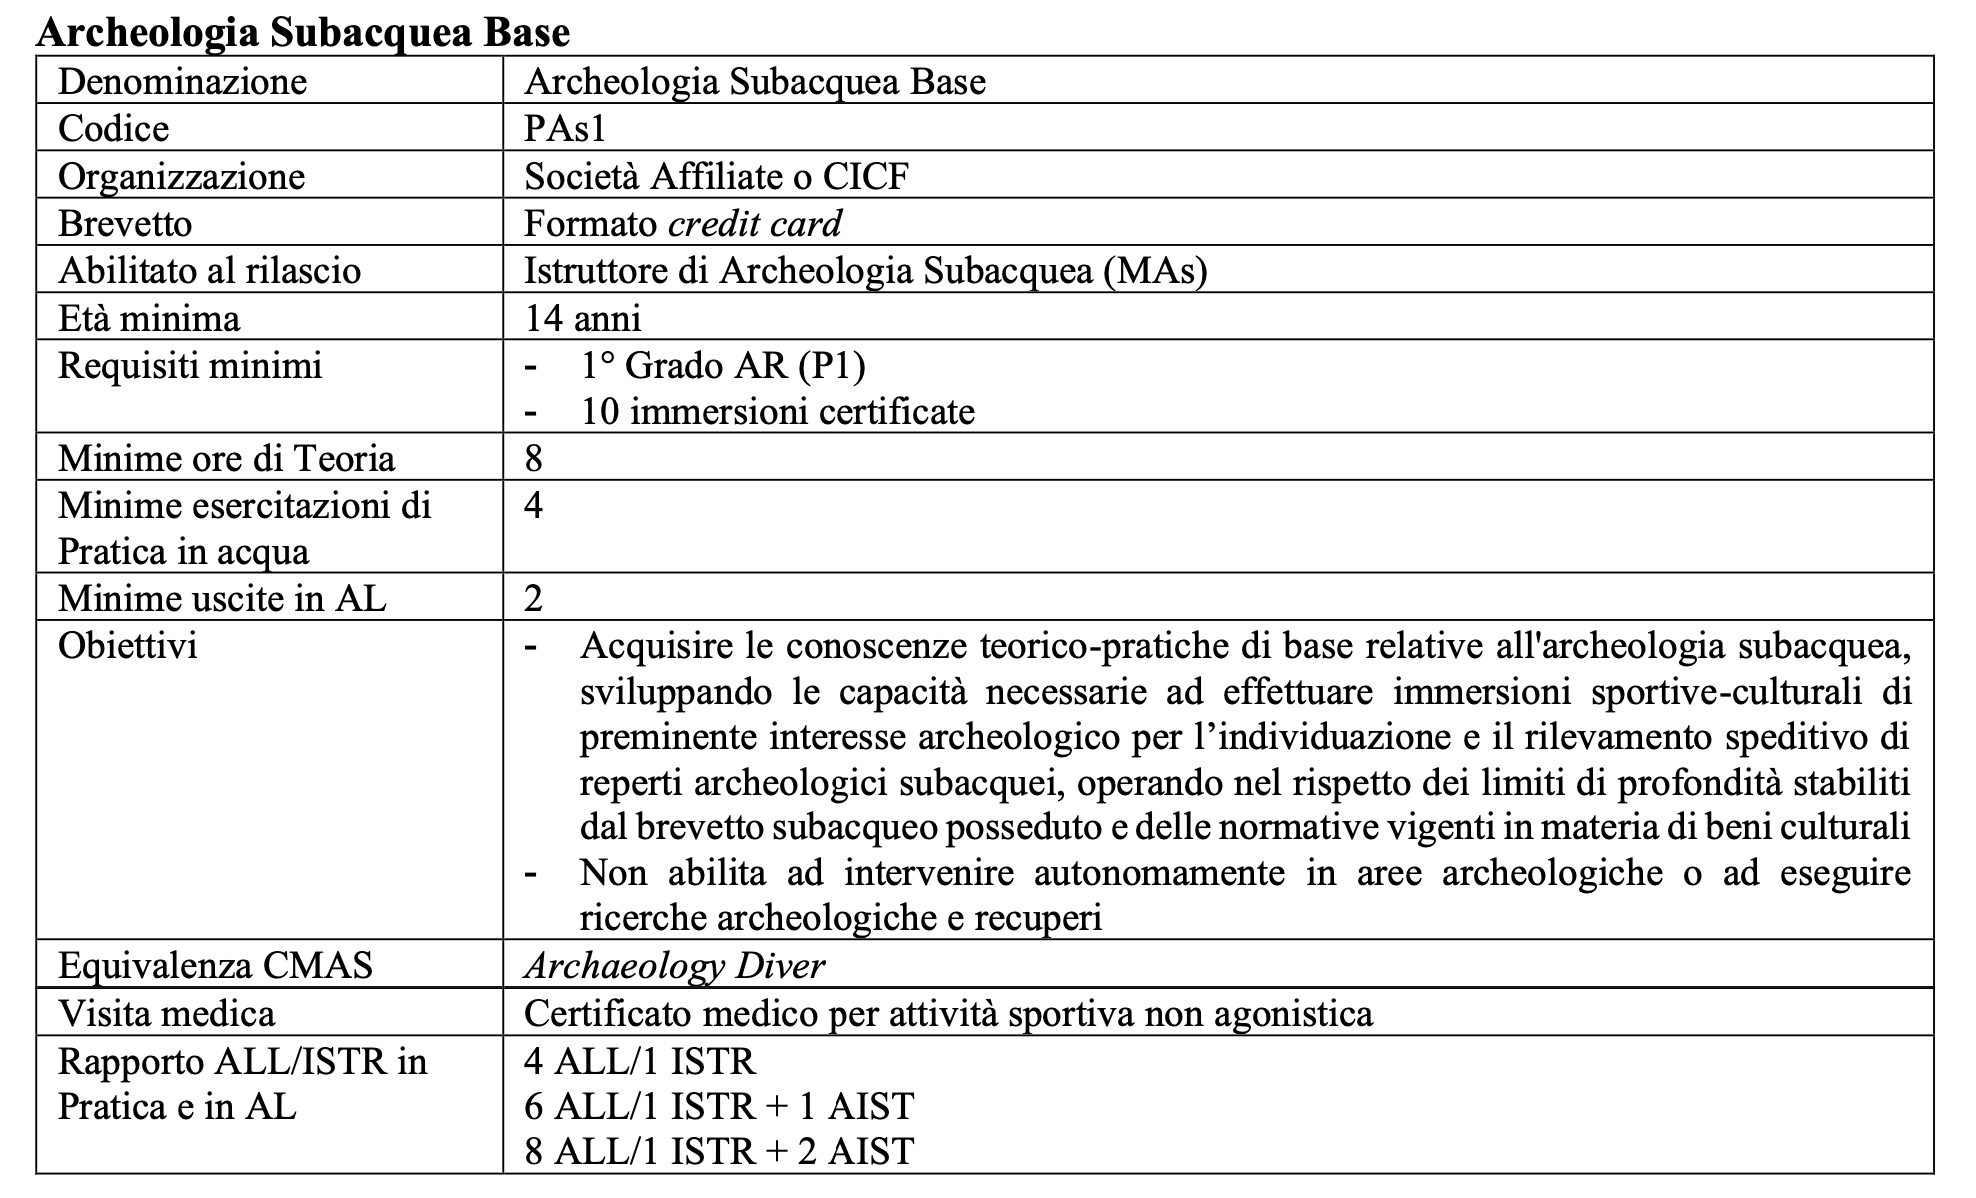 Archeologia Subacquea Base
Denominazione
Archeologia Subacquea Base
Codice
PAs1
Organizzazione
Società Affiliate o CICF
Brevetto
Formato credit card
Abilitato al rilascio
Istruttore di Archeologia Subacquea (MAs)
Età minima
14 anni
Requisiti minimi
- 1° Grado AR (P1)
- 10 immersioni certificate
Minime ore di Teoria
8
Minime esercitazioni di
Pratica in acqua
4
Minime uscite in AL
2
Obiettivi
- Acquisire le conoscenze teorico-pratiche di base relative all'archeologia subacquea,
sviluppando le capacità necessarie ad effettuare immersioni sportive-culturali di
preminente interesse archeologico per l’individuazione e il rilevamento speditivo di
reperti archeologici subacquei, operando nel rispetto dei limiti di profondità stabiliti
dal brevetto subacqueo posseduto e delle normative vigenti in materia di beni culturali
- Non abilita ad intervenire autonomamente in aree archeologiche o ad eseguire
ricerche archeologiche e recuperi
Equivalenza CMAS
Archaeology Diver
Visita medica
Certificato medico per attività sportiva non agonistica
Rapporto ALL/ISTR in
Pratica e in AL
4 ALL/1 ISTR
6 ALL/1 ISTR + 1 AIST
8 ALL/1 ISTR + 2 AIST